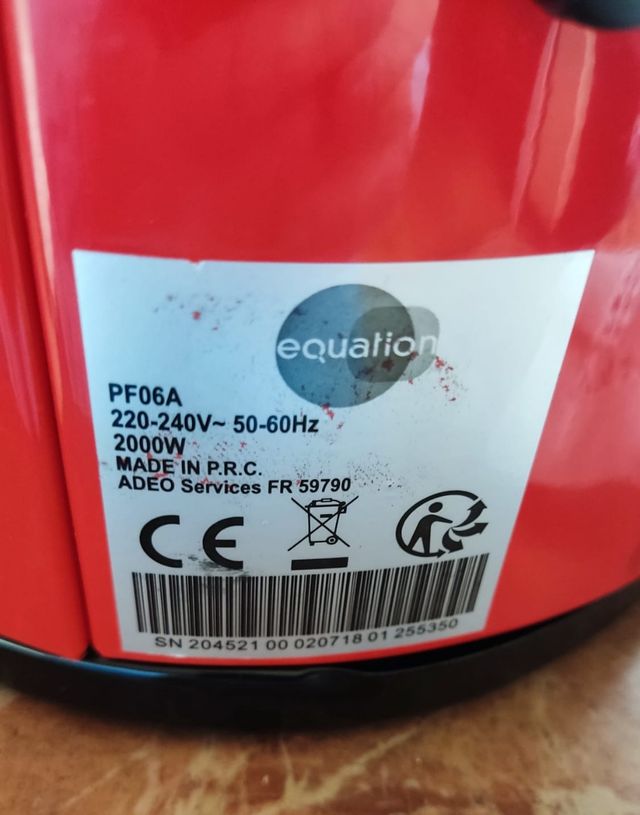 equation
PF06A
220-240V~ 50-60Hz
2000W
MADE IN P.R.C.
ADEO Services FR 59790
CE
SN 204521 00 020718 01 255350